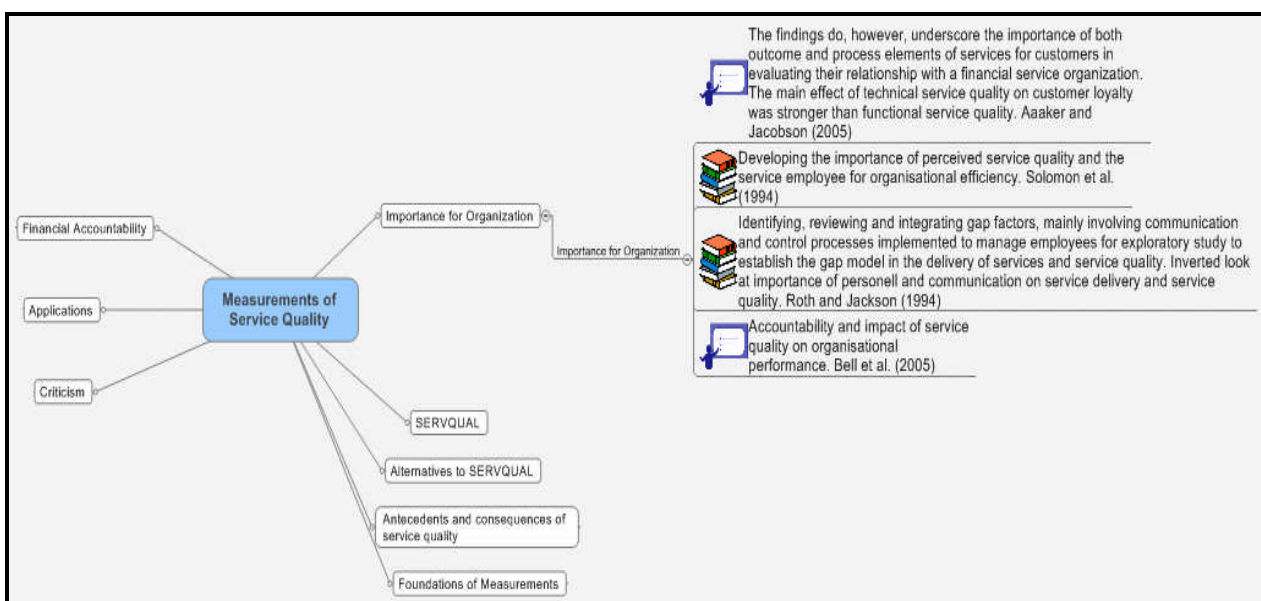 The findings do, however, underscore the importance of both
outcome and process elements of services for customers in
evaluating their relationship with a financial service organization.
The main effect of technical service quality on customer loyalty
was stronger than functional service quality. Aaaker and
Jacobson (2005)
Developing the importance of perceived service quality and the
service employee for organisational efficiency. Solomon et al.
(1994)
Identifying, reviewing and integrating gap factors, mainly involving communication
and control processes implemented to manage employees for exploratory study to
establish the gap model in the delivery of services and service quality. Inverted look
at importance of personell and communication on service delivery and service
quality. Roth and Jackson (1994)
Accountability and impact of service
quality on organisational
performance. Bell et al. (2005)
Importance for Organization
Importance for Organization
Financial Accountability
Measurements of
Service Quality
Applications
Criticism
SERVQUAL
Alternatives to SERVQUAL
Antecedents and consequences of
service quality
Foundations of Measurements